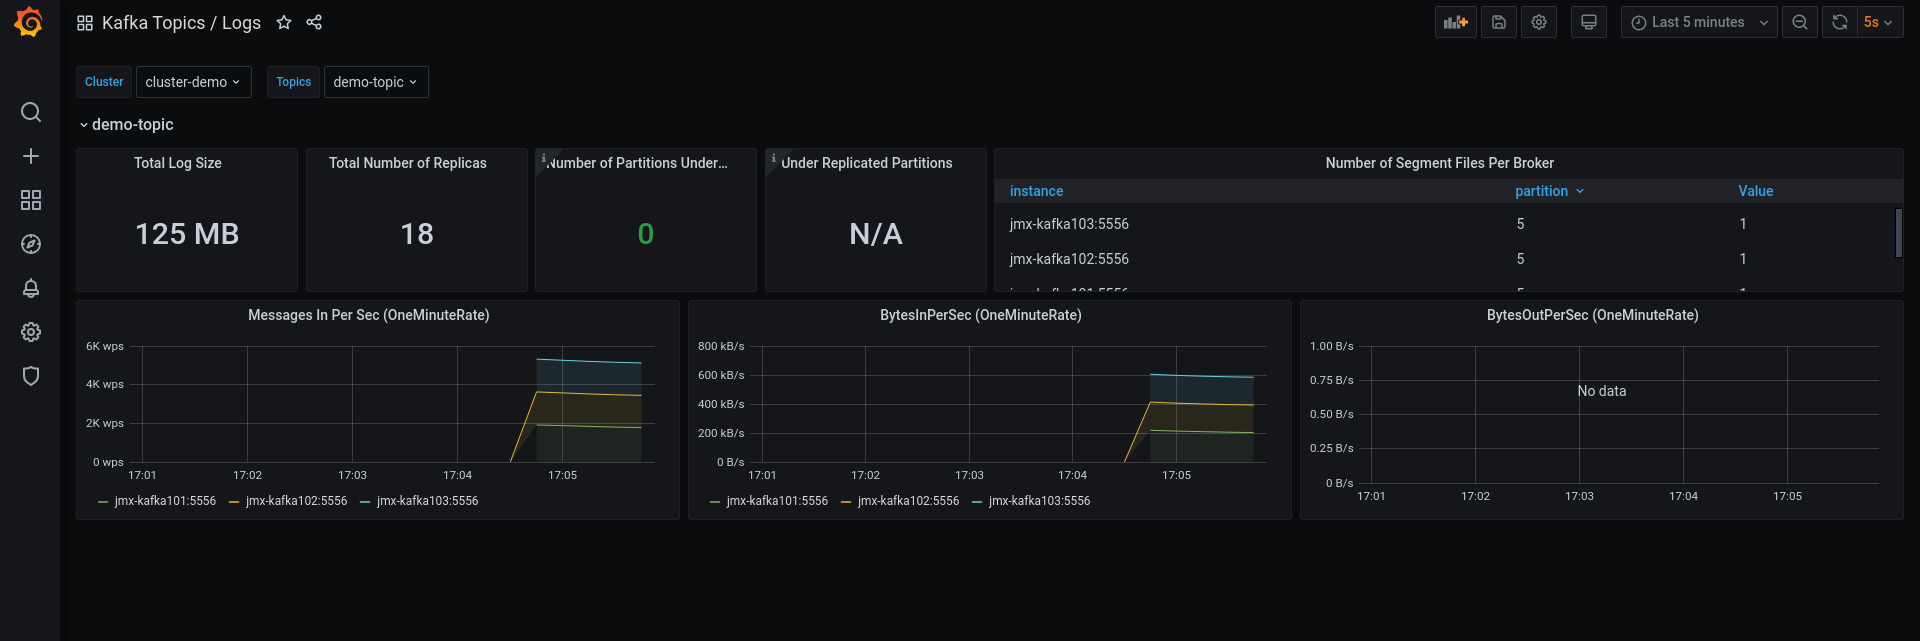 Kafka Topics / Logs
Last 5 minutes
5s
Cluster
cluster-demo
Topics
demo-topic
demo-topic
Total Log Size
125 MB
Total Number of Replicas
18
Number of Partitions Under...
0
Under Replicated Partitions
N/A
Number of Segment Files Per Broker
instance partition Value
jmx-kafka103:5556 5 1
jmx-kafka102:5556 5 1
Messages In Per Sec (OneMinuteRate)
6K wps
4K wps
2K wps
0 wps
17:01 17:02 17:03 17:04 17:05
jmx-kafka101:5556 jmx-kafka102:5556 jmx-kafka103:5556
BytesInPerSec (OneMinuteRate)
800 kB/s
600 kB/s
400 kB/s
200 kB/s
0 B/s
17:01 17:02 17:03 17:04 17:05
jmx-kafka101:5556 jmx-kafka102:5556 jmx-kafka103:5556
BytesOutPerSec (OneMinuteRate)
1.00 B/s
0.75 B/s
No data
0.50 B/s
0.25 B/s
0 B/s
17:01 17:02 17:03 17:04 17:05